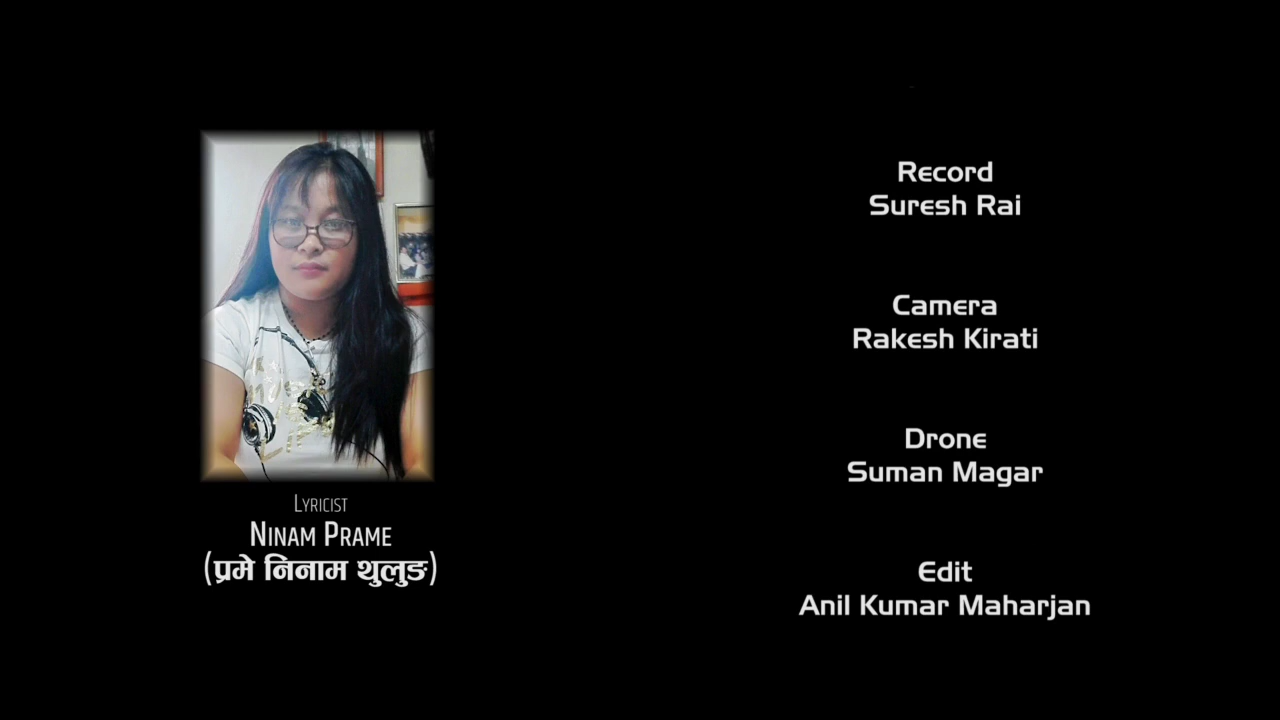 Lyricist
Ninam Prame
(प्रमे निनाम थुलुङ)
Record
Suresh Rai
Camera
Rakesh Kirati
Drone
Suman Magar
Edit
Anil Kumar Maharjan